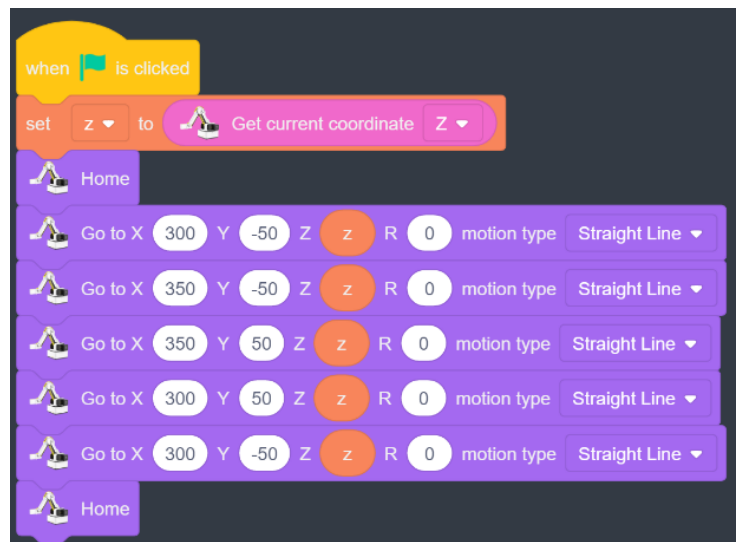 when is clicked
set z to Get current coordinate Z
Home
Go to X 300 Y -50 Z z R 0 motion type Straight Line
Go to X 350 Y -50 Z z R 0 motion type Straight Line
Go to X 350 Y 50 Z z R 0 motion type Straight Line
Go to X 300 Y 50 Z z R 0 motion type Straight Line
Go to X 300 Y -50 Z z R 0 motion type Straight Line
Home